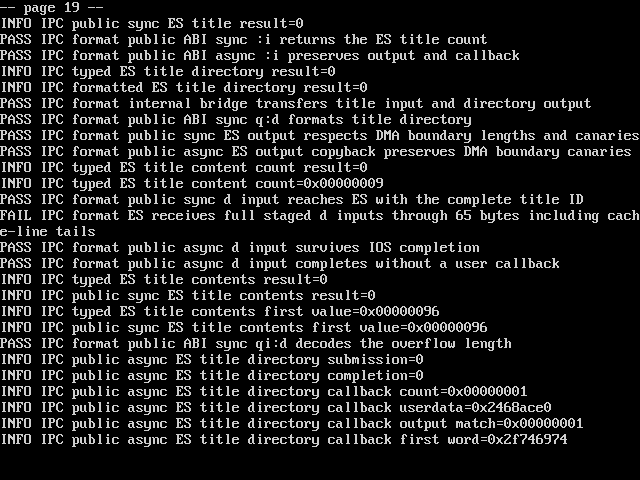 -- page 19 --
INFO IPC public sync ES title result=0
PASS IPC format public ABI sync :i returns the ES title count
PASS IPC format public ABI async :i preserves output and callback
INFO IPC typed ES title directory result=0
INFO IPC formatted ES title directory result=0
PASS IPC format internal bridge transfers title input and directory output
PASS IPC format public ABI sync q:d formats title directory
PASS IPC format public sync ES output respects DMA boundary lengths and canaries
PASS IPC format public async ES output copyback preserves DMA boundary canaries
INFO IPC typed ES title content count result=0
INFO IPC typed ES title content count=0x00000009
PASS IPC format public sync d input reaches ES with the complete title ID
FAIL IPC format ES receives full staged d inputs through 65 bytes including cach
e-line tails
PASS IPC format public async d input survives IOS completion
PASS IPC format public async d input completes without a user callback
INFO IPC typed ES title contents result=0
INFO IPC public sync ES title contents result=0
INFO IPC typed ES title contents first value=0x00000096
INFO IPC public sync ES title contents first value=0x00000096
PASS IPC format public ABI sync qi:d decodes the overflow length
INFO IPC public async ES title directory submission=0
INFO IPC public async ES title directory completion=0
INFO IPC public async ES title directory callback count=0x00000001
INFO IPC public async ES title directory callback userdata=0x2468ace0
INFO IPC public async ES title directory callback output match=0x00000001
INFO IPC public async ES title directory callback first word=0x2f746974